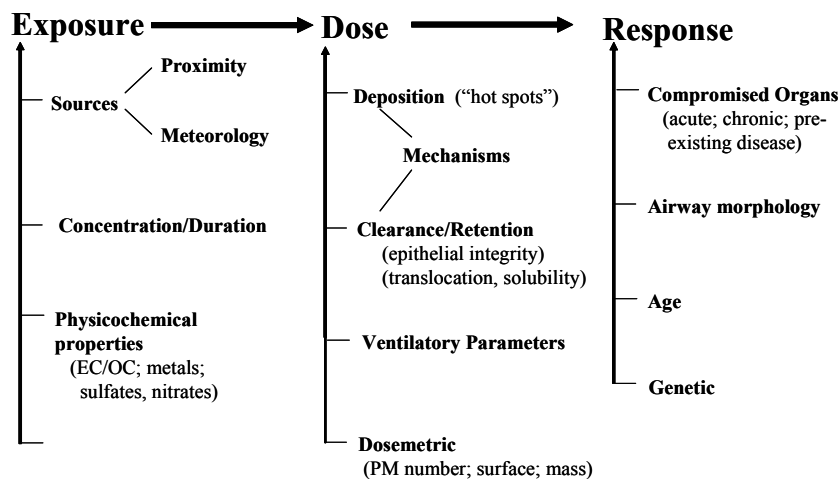 Exposure
Sources
Proximity
Meteorology
Concentration/Duration
Physicochemical
properties
(EC/OC; metals;
sulfates, nitrates)
Dose
Deposition (“hot spots”)
Mechanisms
Clearance/Retention
(epithelial integrity)
(translocation, solubility)
Ventilatory Parameters
Dosemetric
(PM number; surface; mass)
Response
Compromised Organs
(acute; chronic; pre-
existing disease)
Airway morphology
Age
Genetic